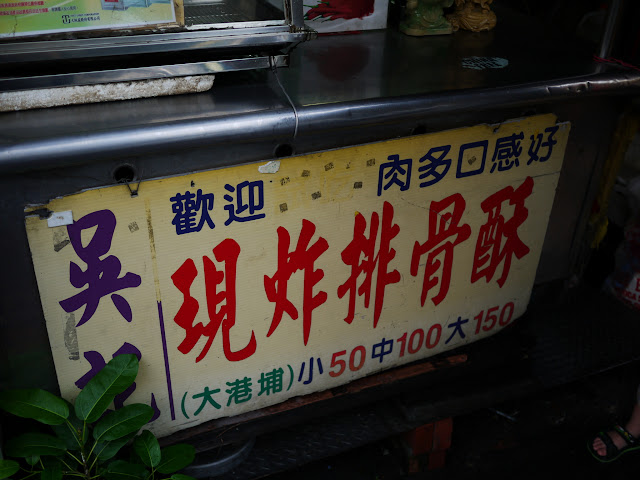 歡迎
肉多口感好
吳記
現炸排骨酥
(大港埔)小50中100大150